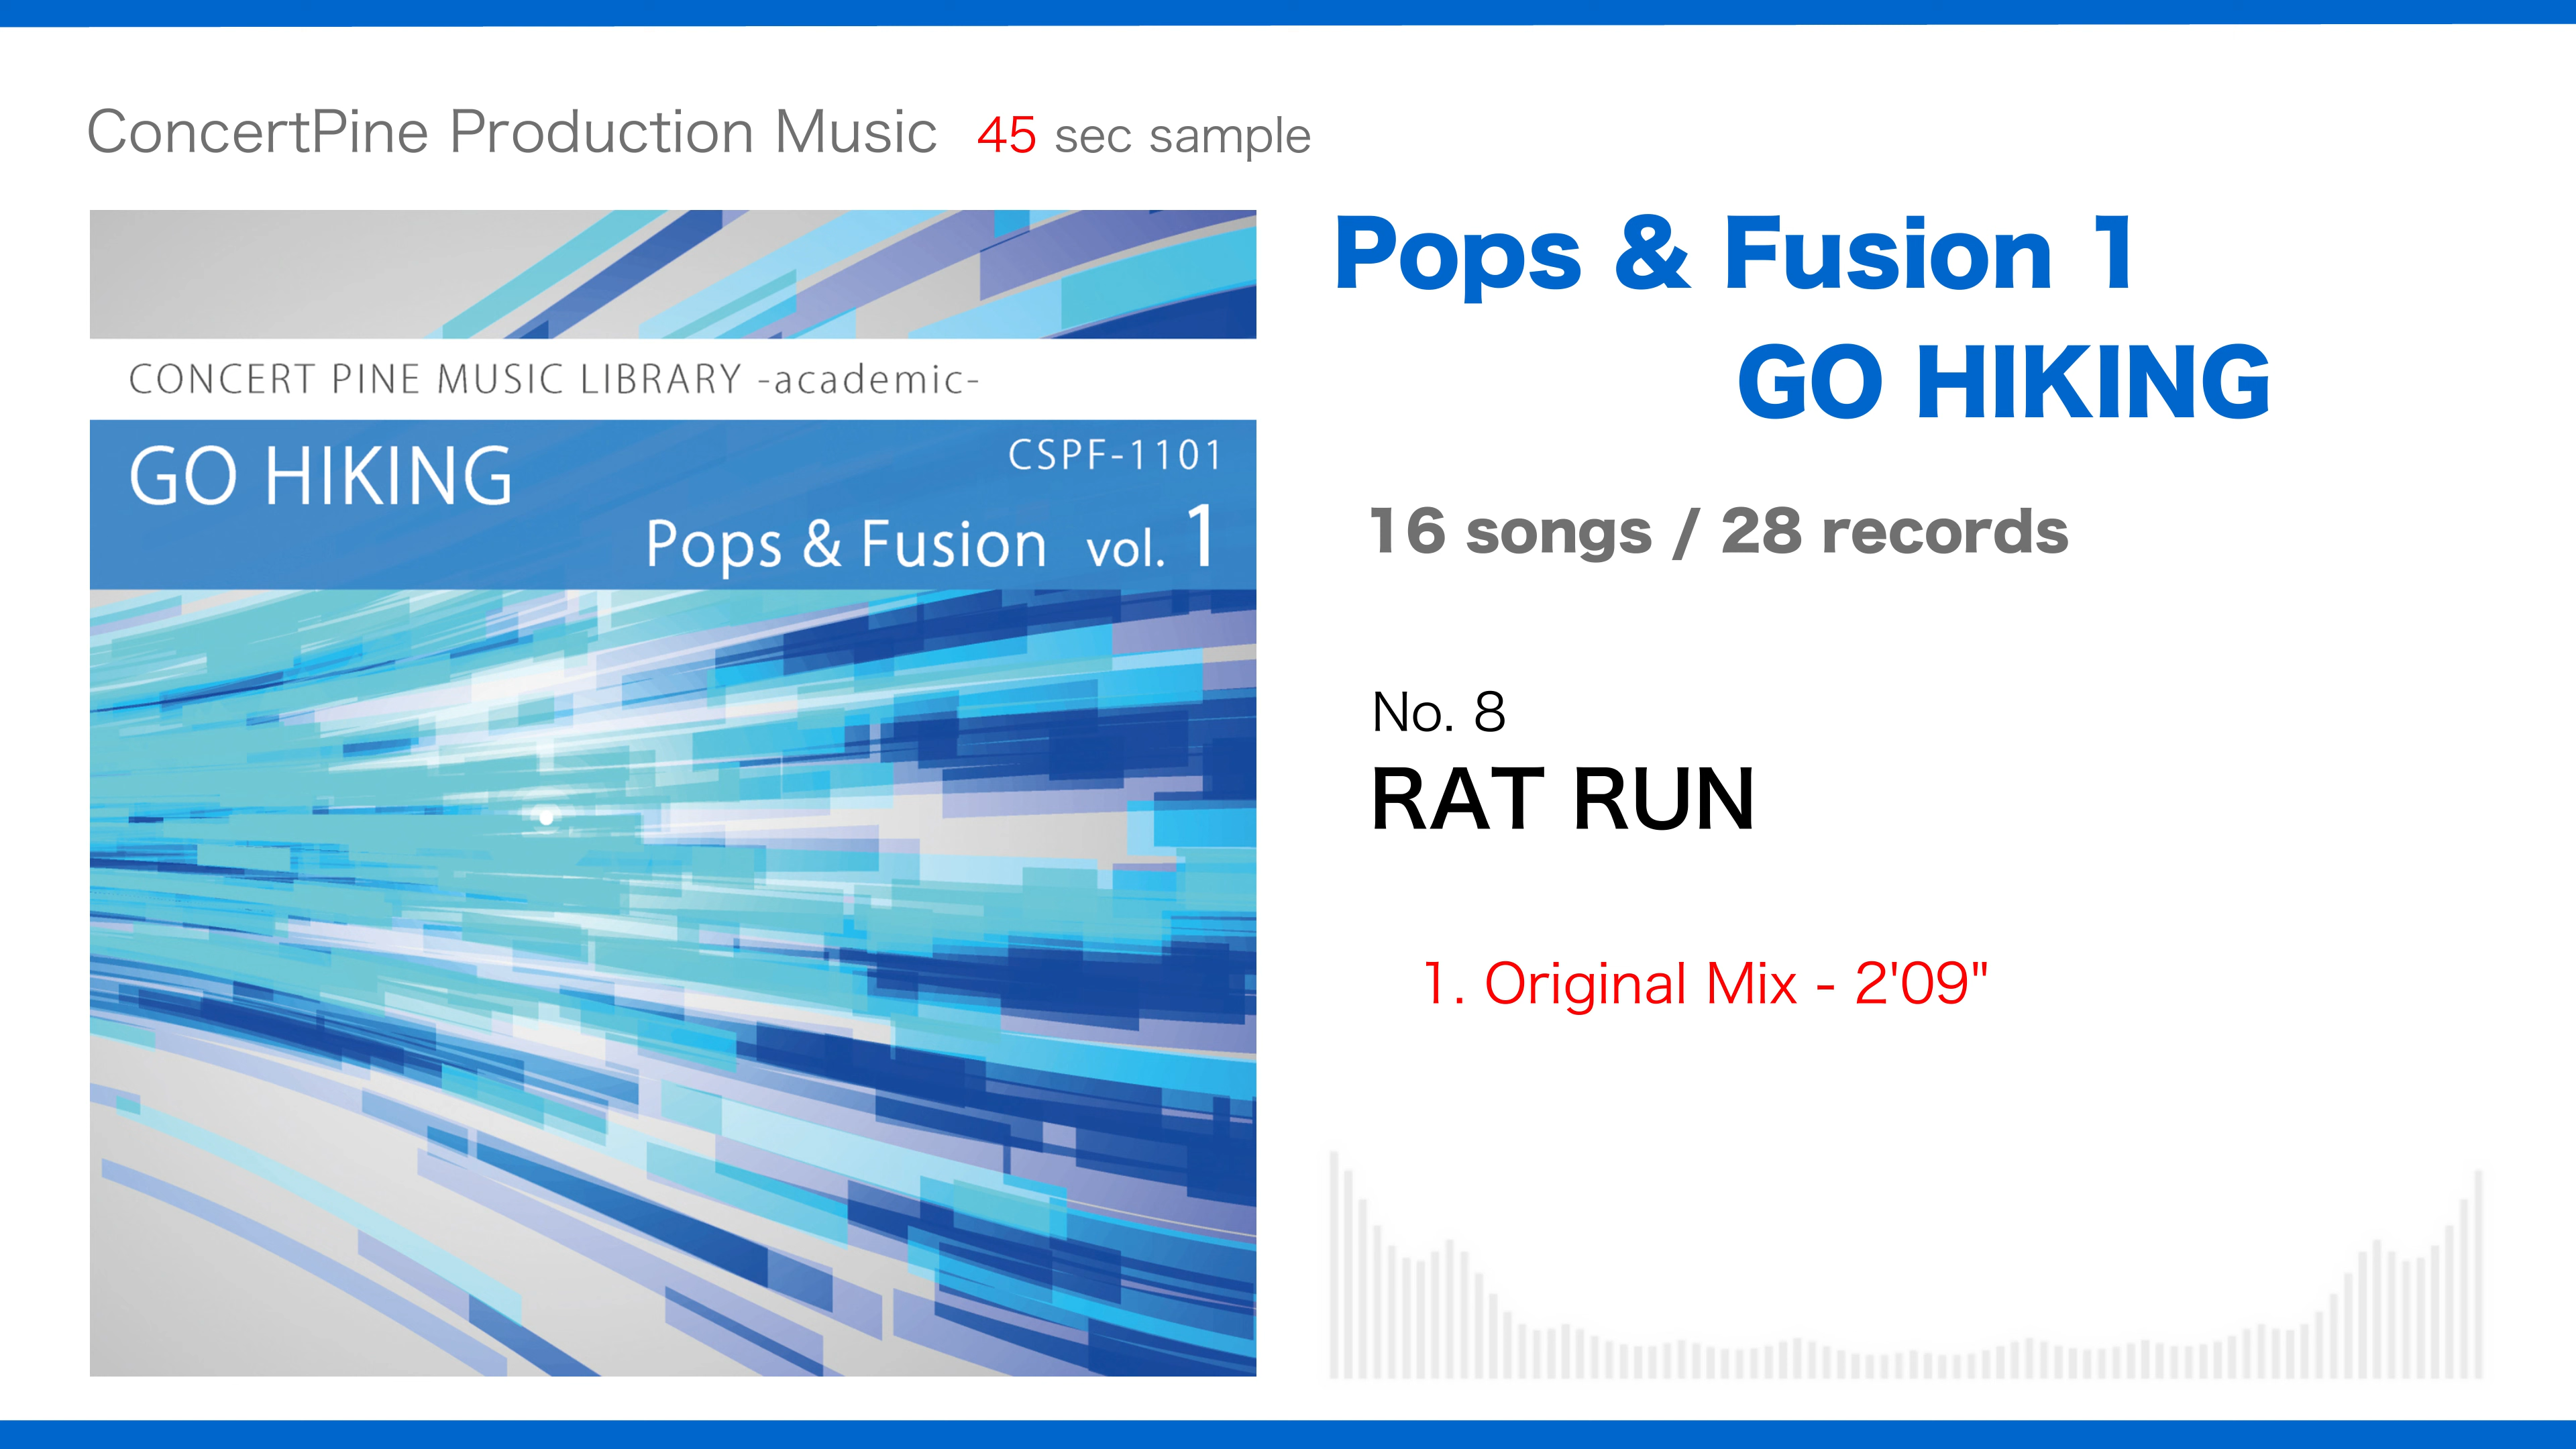 ConcertPine Production Music 45 sec sample
CONCERT PINE MUSIC LIBRARY -academic-
GO HIKING
CSPF-1101
Pops & Fusion vol. 1
Pops & Fusion 1
GO HIKING
16 songs / 28 records
No. 8
RAT RUN
1. Original Mix - 2'09"